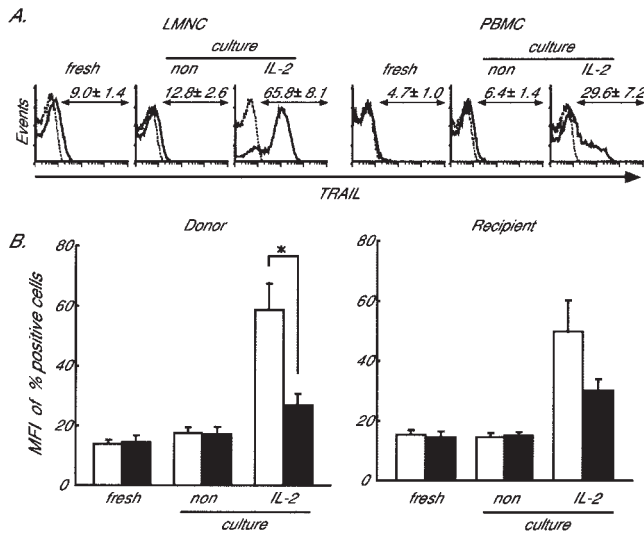 A.
LMNC PBMC
culture culture
fresh non IL-2 fresh non IL-2
9.0± 1.4 12.8± 2.6 65.8± 8.1 4.7± 1.0 6.4± 1.4 29.6± 7.2
Events
TRAIL
B.
Donor Recipient
MFI of % positive cells
80 80
60 60
40 40
20 20
0 0
*
fresh non IL-2 fresh non IL-2
culture culture